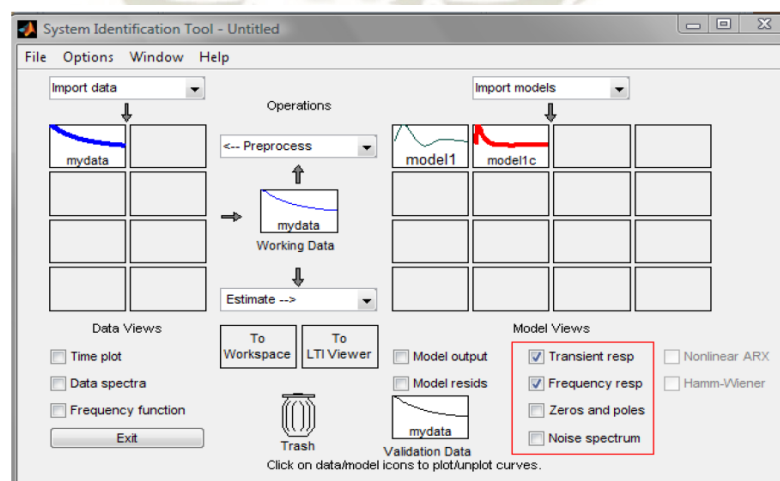 System Identification Tool - Untitled
File Options Window Help
Import data
Import models
Operations
mydata
<-- Preprocess
model1
model1c
mydata
Working Data
Estimate -->
Data Views
Model Views
To Workspace
To LTI Viewer
Time plot
Model output
Transient resp
Nonlinear ARX
Data spectra
Model resids
Frequency resp
Hamm-Wiener
Frequency function
Zeros and poles
mydata
Exit
Noise spectrum
Trash
Validation Data
Click on data/model icons to plot/unplot curves.